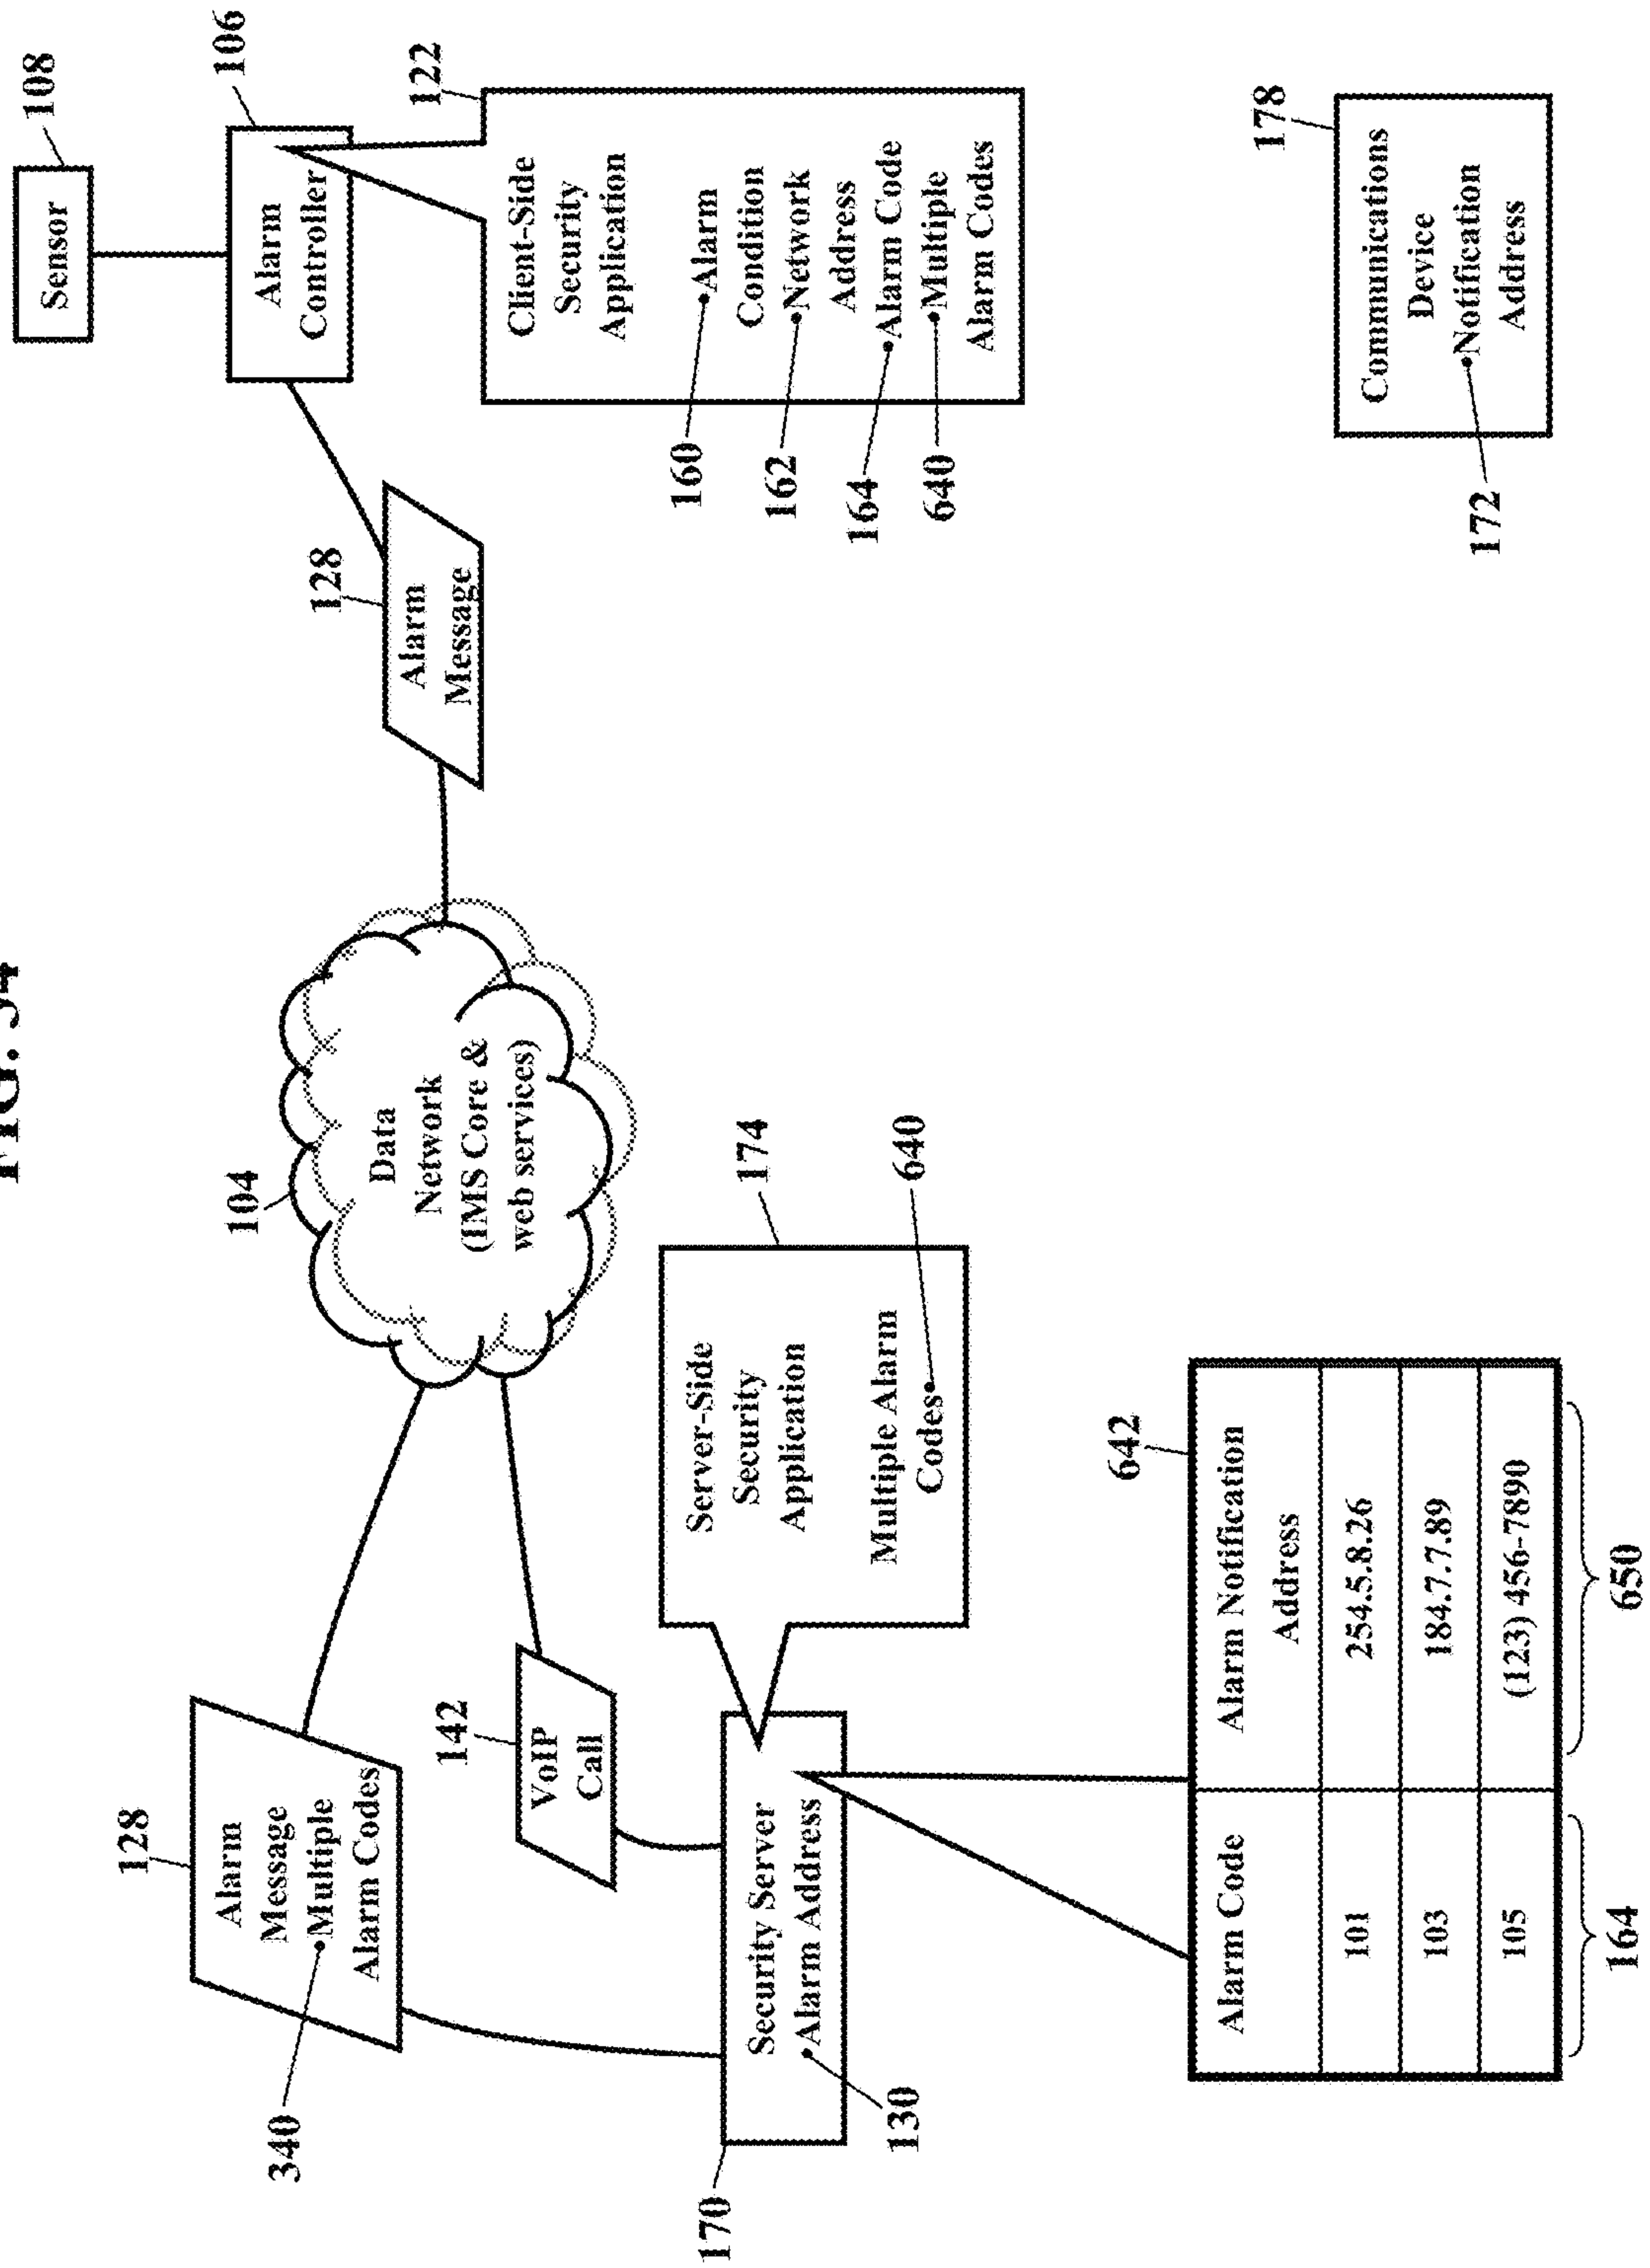 FIG.
108
Sensor
106
Alarm
Controller
128
Alarm
Message
•Multiple
Alarm Codes
340
104
Data
Network
(IMS Core &
web services)
128
Alarm
Message
122
Client-Side
Security
Application
•Alarm
Condition
•Network
Address
•Alarm Code
•Multiple
Alarm Codes
160
162
164
640
142
VoIP
Call
170
Security Server
•Alarm Address
130
174
Server-Side
Security
Application
Multiple Alarm
Codes•
640
642
Alarm Code
Alarm Notification
Address
101
254.5.8.26
103
184.7.7.89
105
(123) 456-7890
164
650
178
Communications
Device
•Notification
Address
172